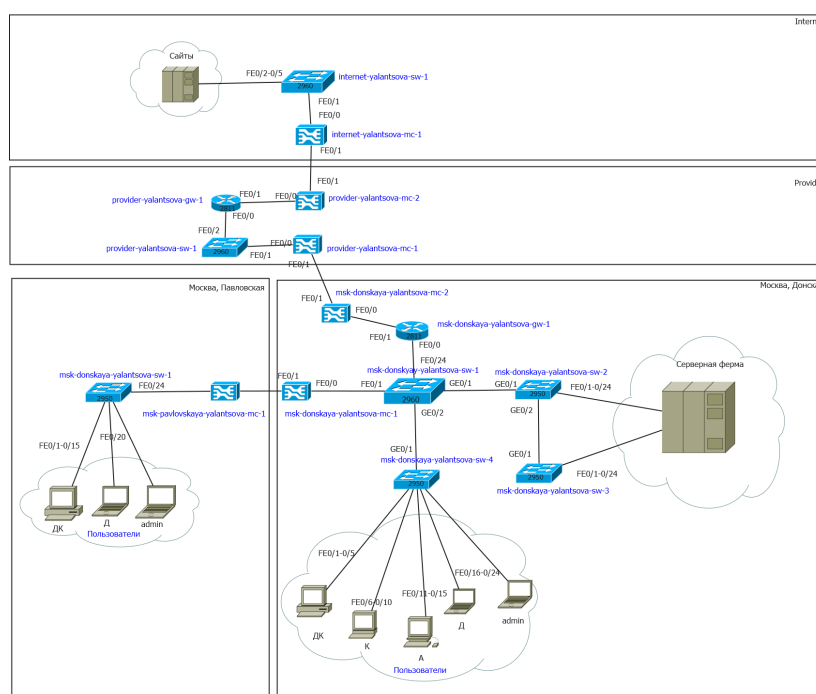 Intern
Сайты
FE0/2-0/5
internet-yalantsova-sw-1
2960
FE0/1
FE0/0
internet-yalantsova-mc-1
FE0/1
FE0/1
Provid
provider-yalantsova-gw-1
FE0/1
FE0/0
provider-yalantsova-mc-2
2811
FE0/0
FE0/2
provider-yalantsova-sw-1
2960
FE0/1
FE0/0
provider-yalantsova-mc-1
FE0/1
Москва, Павловская
Москва, Донска
msk-donskaya-yalantsova-mc-2
FE0/1
FE0/0
msk-donskaya-yalantsova-gw-1
FE0/1
2811
FE0/0
FE0/24
msk-donskaya-yalantsova-sw-1
FE0/24
2950
msk-pavlovskaya-yalantsova-mc-1
FE0/1
FE0/0
msk-donskaya-yalantsova-mc-1
msk-donskyay-yalantsova-sw-1
FE0/1
2960
GE0/1
GE0/2
msk-donskaya-yalantsova-sw-2
GE0/1
2950
FE0/1-0/24
GE0/2
Серверная ферма
GE0/1
FE0/1-0/24
2950
msk-donskaya-yalantsova-sw-3
GE0/1
msk-donskaya-yalantsova-sw-4
2950
FE0/1-0/15
FE0/20
ДК
Д
admin
Пользователи
FE0/1-0/5
FE0/6-0/10
FE0/11-0/15
FE0/16-0/24
ДК
К
А
Д
admin
Пользователи